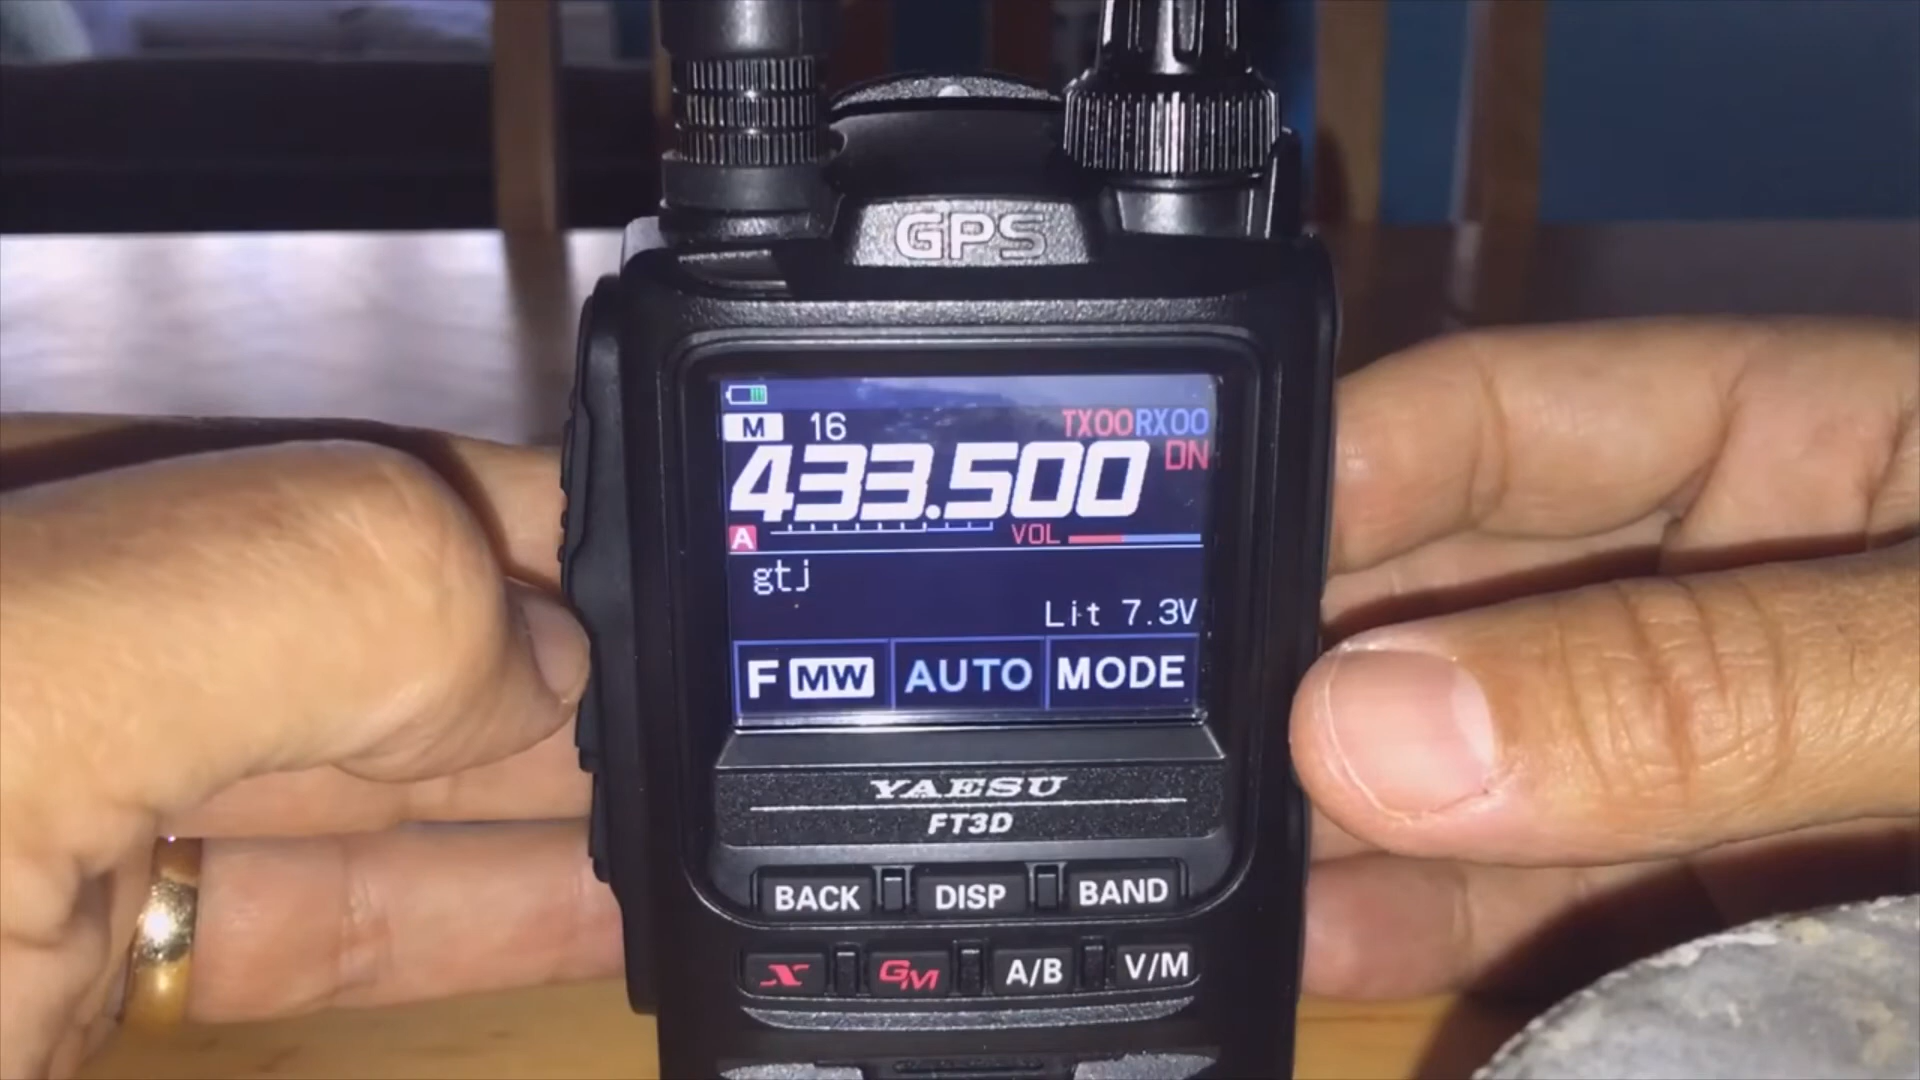 GPS
M 16 TX00RX00
433.500 DN
A VOL
gtj
Lit 7.3V
F MW AUTO MODE
YAESU
FT3D
BACK DISP BAND
X GM A/B V/M